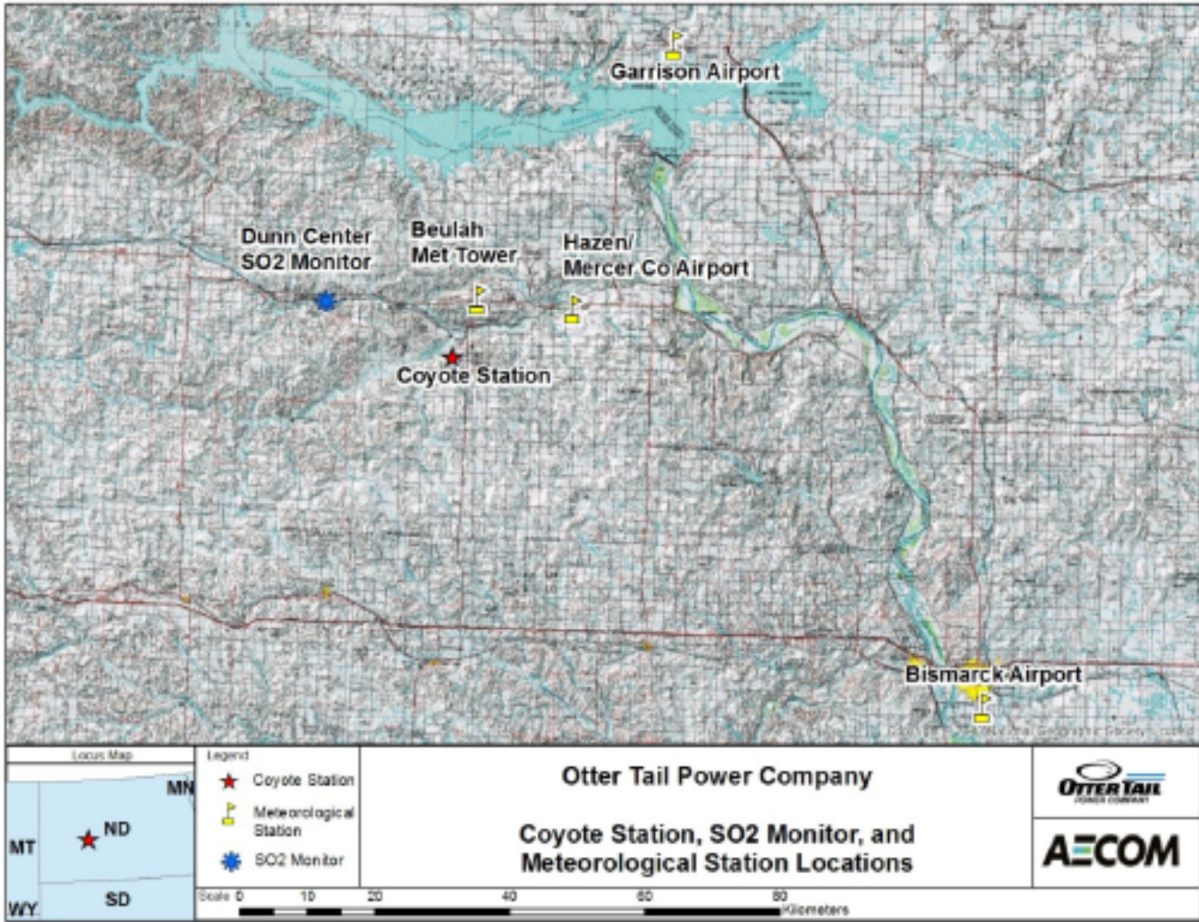 Garrison Airport
Dunn Center
SO2 Monitor
Beulah
Met Tower
Hazen/
Mercer Co Airport
Coyote Station
Bismarck Airport
Locus Map
MN
MT
ND
SD
WY
Legend
Coyote Station
Meteorological
Station
SO2 Monitor
Otter Tail Power Company
Coyote Station, SO2 Monitor, and
Meteorological Station Locations
OTTER TAIL
POWER COMPANY
AECOM
Scale 0 10 20 40 60 80
Kilometers